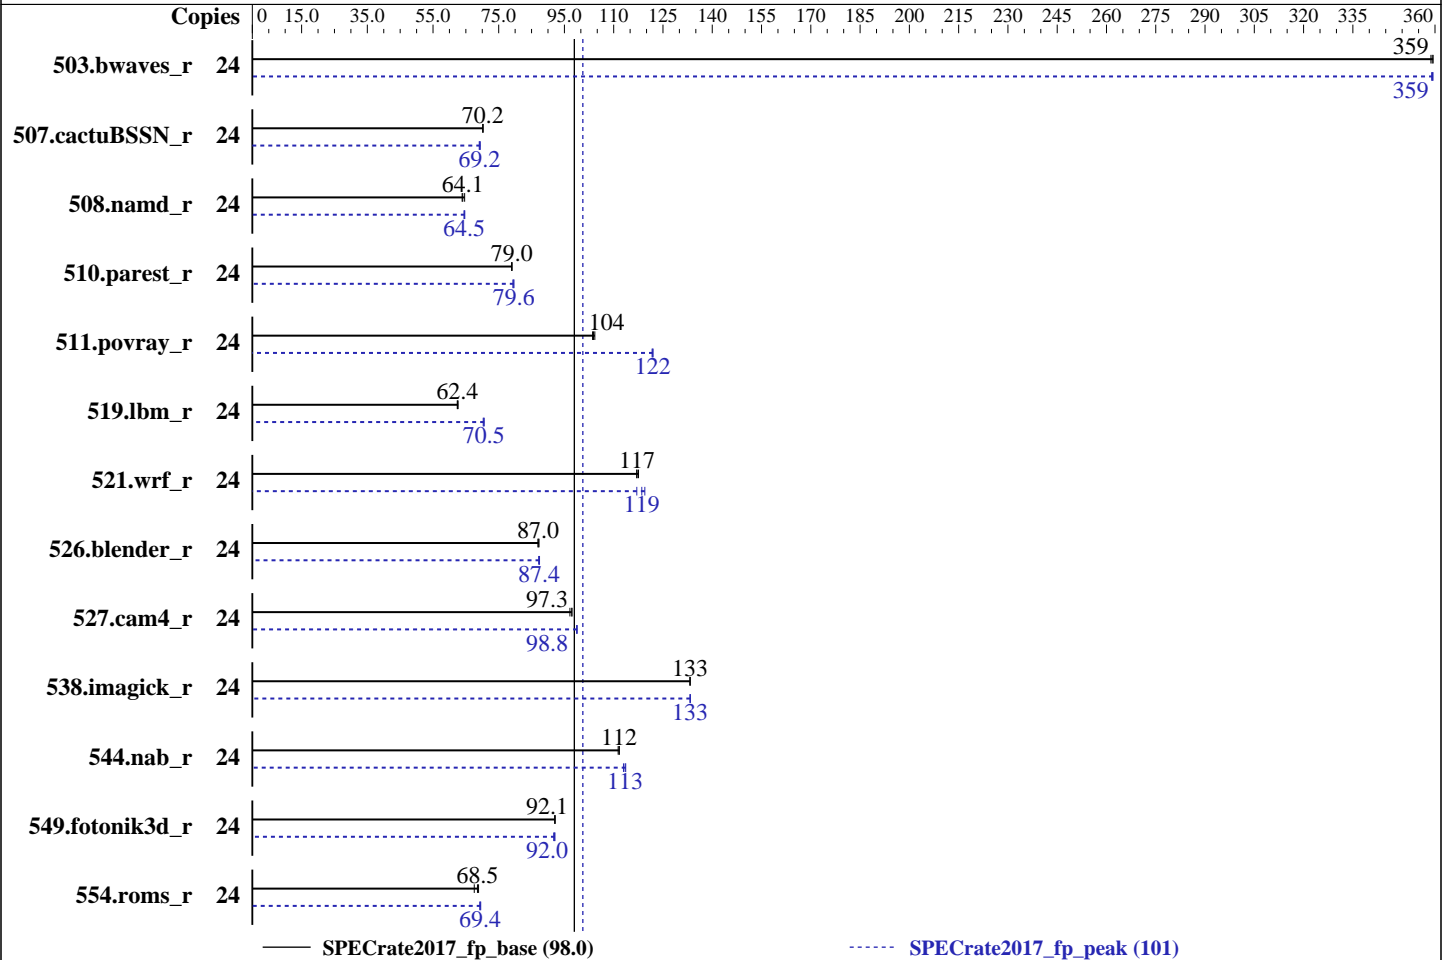 Copies 0 15.0 35.0 55.0 75.0 95.0 110 125 140 155 170 185 200 215 230 245 260 275 290 305 320 335 360
503.bwaves_r 24 359
359
507.cactuBSSN_r 24 70.2
69.2
508.namd_r 24 64.1
64.5
510.parest_r 24 79.0
79.6
511.povray_r 24 104
122
519.lbm_r 24 62.4
70.5
521.wrf_r 24 117
119
526.blender_r 24 87.0
87.4
527.cam4_r 24 97.3
98.8
538.imagick_r 24 133
133
544.nab_r 24 112
113
549.fotonik3d_r 24 92.1
92.0
554.roms_r 24 68.5
69.4
SPECrate2017_fp_base (98.0) SPECrate2017_fp_peak (101)